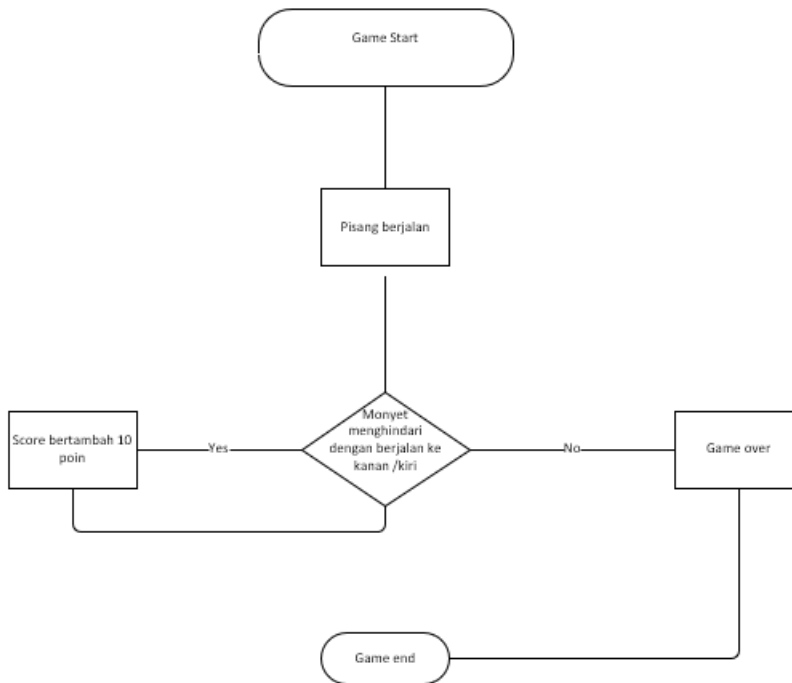 Game Start
Pisang berjalan
Monyet
menghindari
dengan berjalan ke
kanan /kiri
Score bertambah 10
poin
Yes
No
Game over
Game end